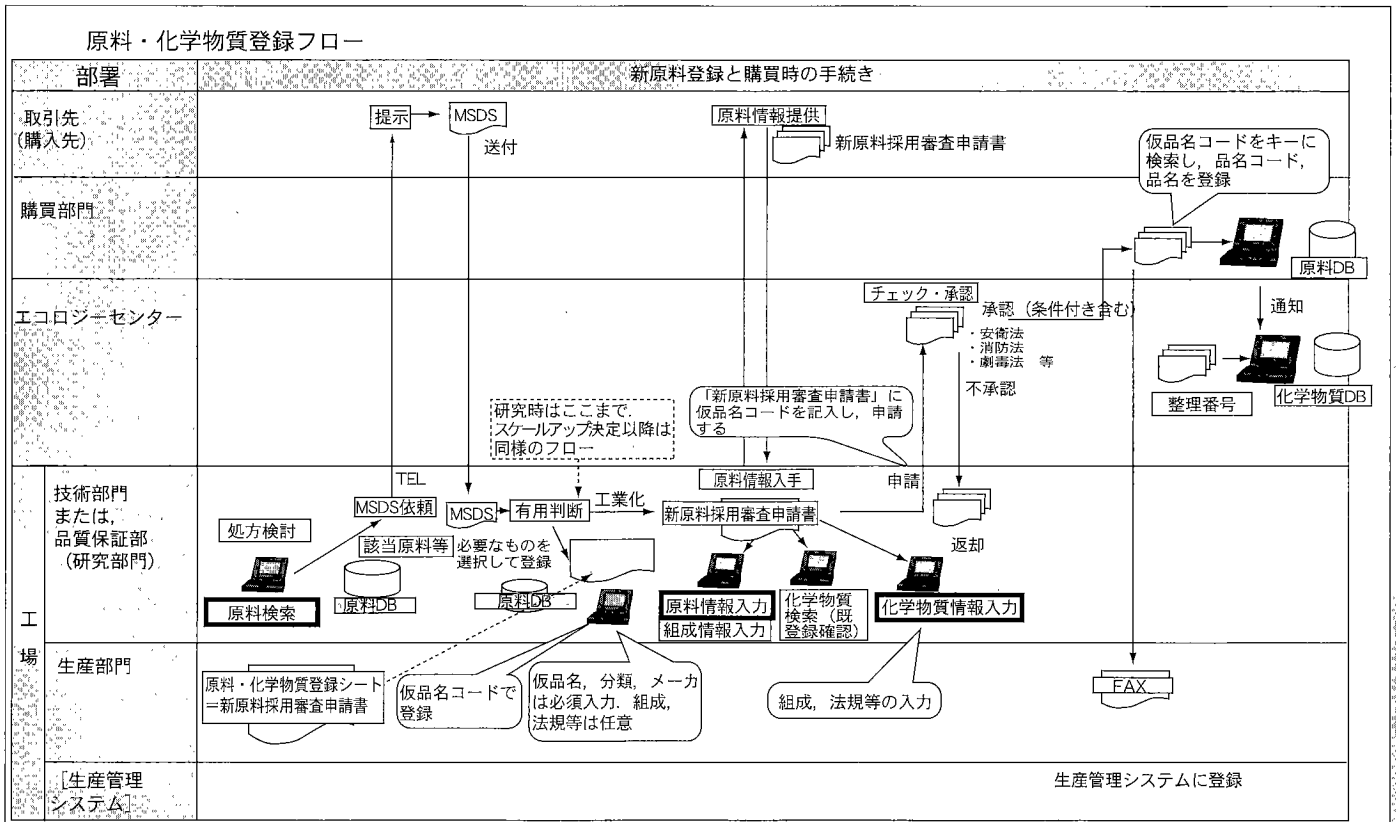 原料・化学物質登録フロー
部署
新原料登録と購買時の手続き
取引先
(購入先)
提示
MSDS
送付
原料情報提供
新原料採用審査申請書
仮品名コードをキーに
検索し，品名コード，
品名を登録
購買部門
原料DB
エコロジーセンター
チェック・承認
承認（条件付き含む）
・安衛法
・消防法
・劇毒法　等
不承認
通知
整理番号
化学物質DB
研究時はここまで．
スケールアップ決定以降は
同様のフロー
「新原料採用審査申請書」に
仮品名コードを記入し，申請
する
工場
技術部門
または，
品質保証部
（研究部門）
処方検討
原料検索
TEL
MSDS依頼
該当原料等
原料DB
MSDS
有用判断
工業化
必要なものを
選択して登録
原料DB
原料情報入手
新原料採用審査申請書
申請
返却
原料情報入力
組成情報入力
化学物質
検索（既
登録確認）
化学物質情報入力
生産部門
原料・化学物質登録シート
＝新原料採用審査申請書
仮品名コードで
登録
仮品名，分類，メーカ
は必須入力．組成，
法規等は任意
組成，法規等の入力
FAX
［生産管理
システム］
生産管理システムに登録